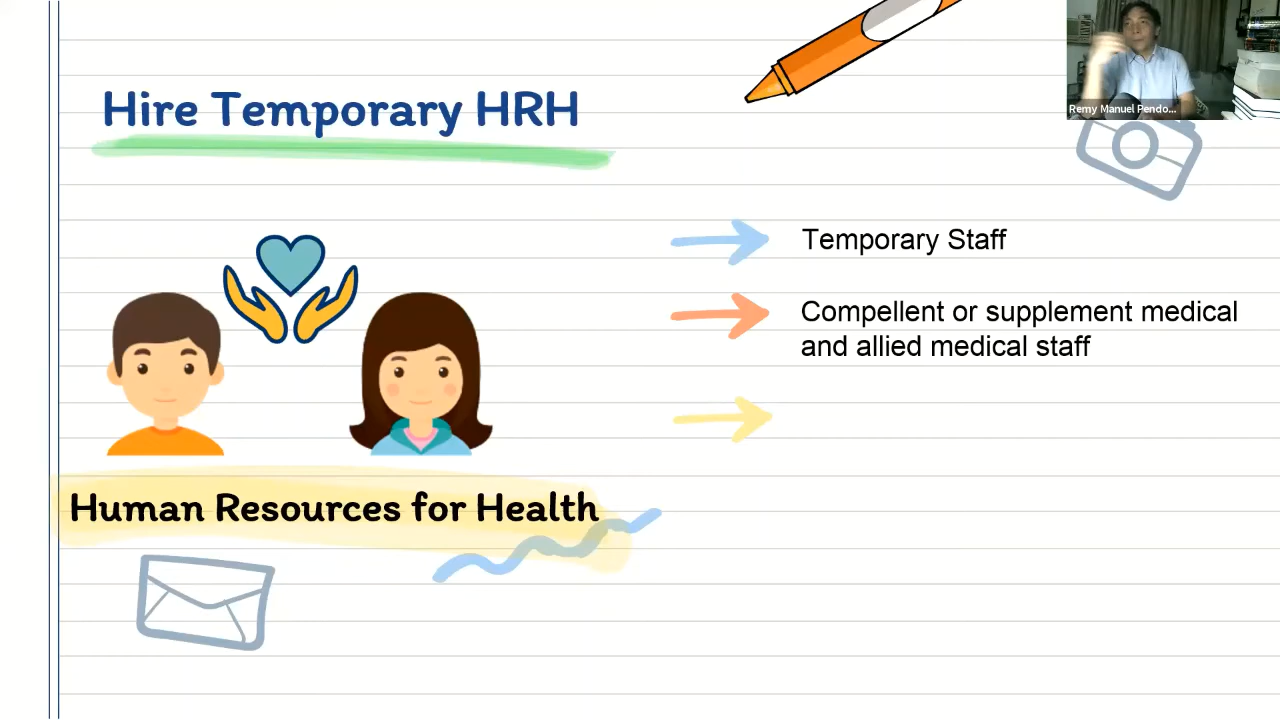 Hire Temporary HRH
Remy Manuel Pendo...
Temporary Staff
Compellent or supplement medical
and allied medical staff
Human Resources for Health